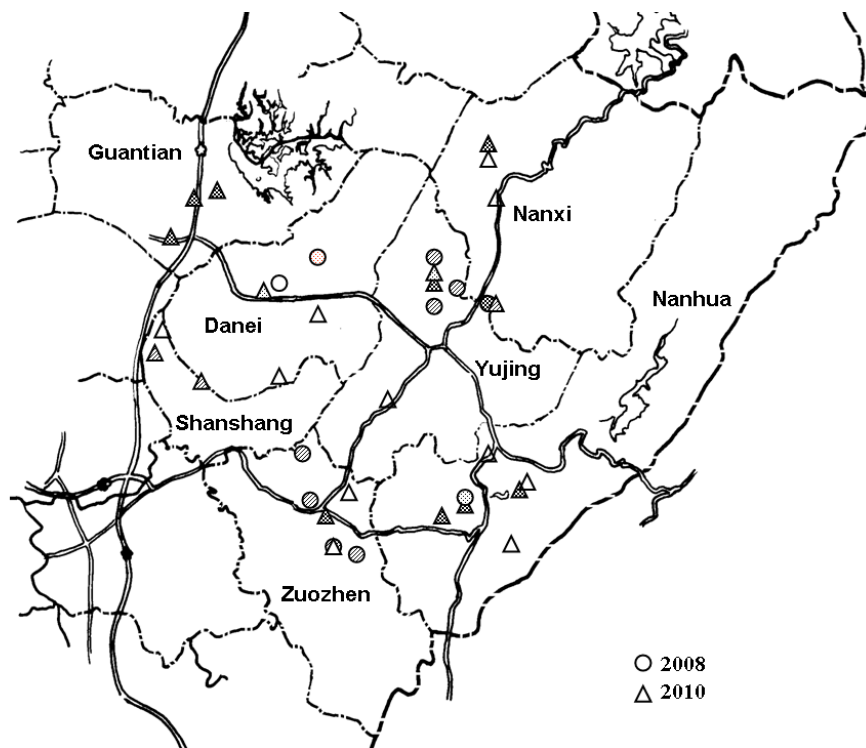 Guantian
Nanxi
Nanhua
Danei
Yujing
Shanshang
Zuozhen
2008
2010